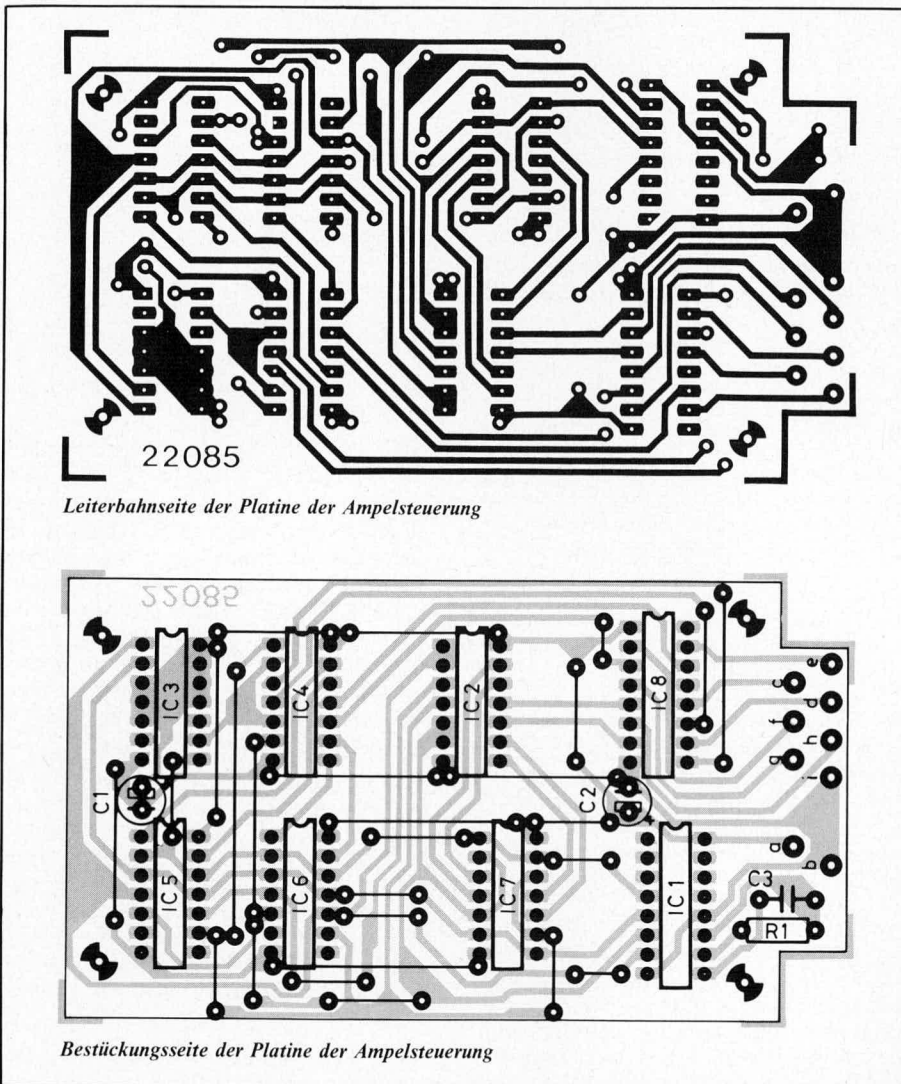 22085
Leiterbahnseite der Platine der Ampelsteuerung
22085
IC3
IC4
IC2
IC8
e
c
d
f
h
g
i
C1
C2
+
IC5
IC6
IC7
IC1
a
b
C3
R1
Bestückungsseite der Platine der Ampelsteuerung